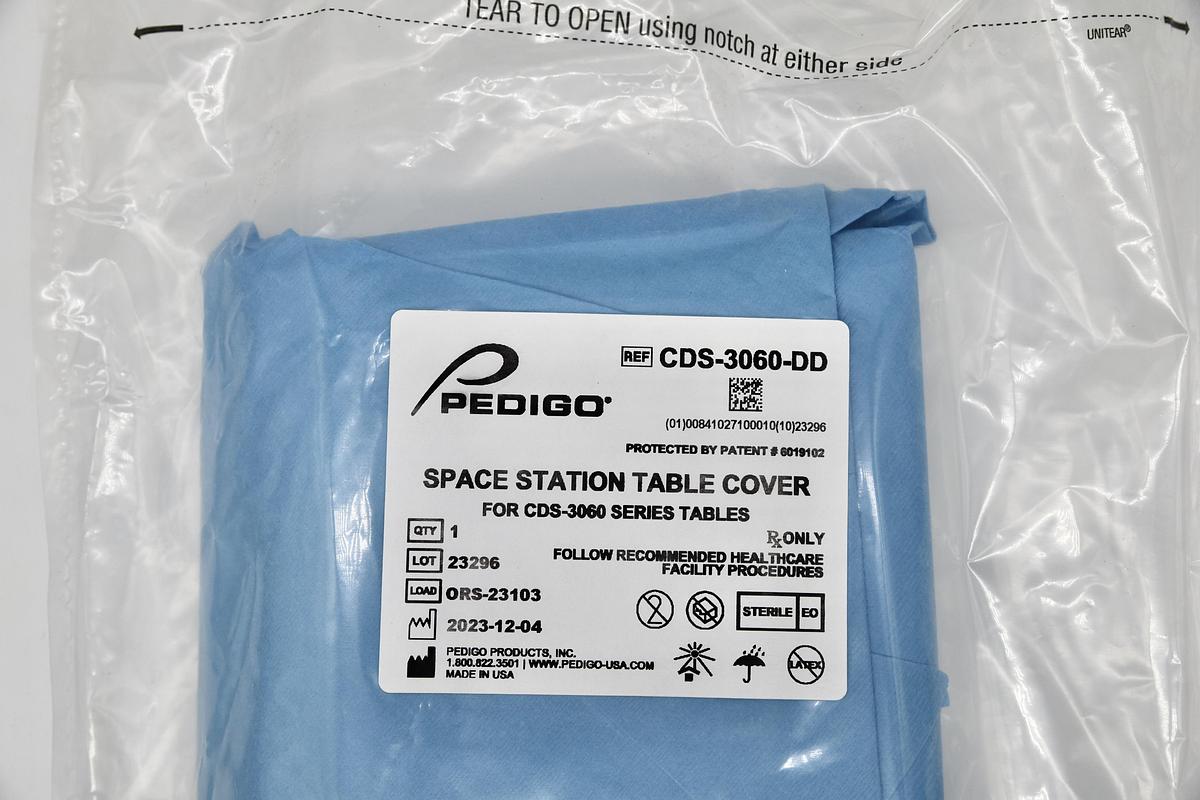 TEAR TO OPEN using notch at either side
UNITEAR®
PEDIGO
REF CDS-3060-DD
(01)00841027100010(10)23296
PROTECTED BY PATENT # 6019102
SPACE STATION TABLE COVER
FOR CDS-3060 SERIES TABLES
QTY 1
Rx ONLY
LOT 23296
FOLLOW RECOMMENDED HEALTHCARE
FACILITY PROCEDURES
LOAD ORS-23103
2
STERILE EO
2023-12-04
PEDIGO PRODUCTS, INC.
1.800.822.3501 | WWW.PEDIGO-USA.COM
MADE IN USA
LATEX